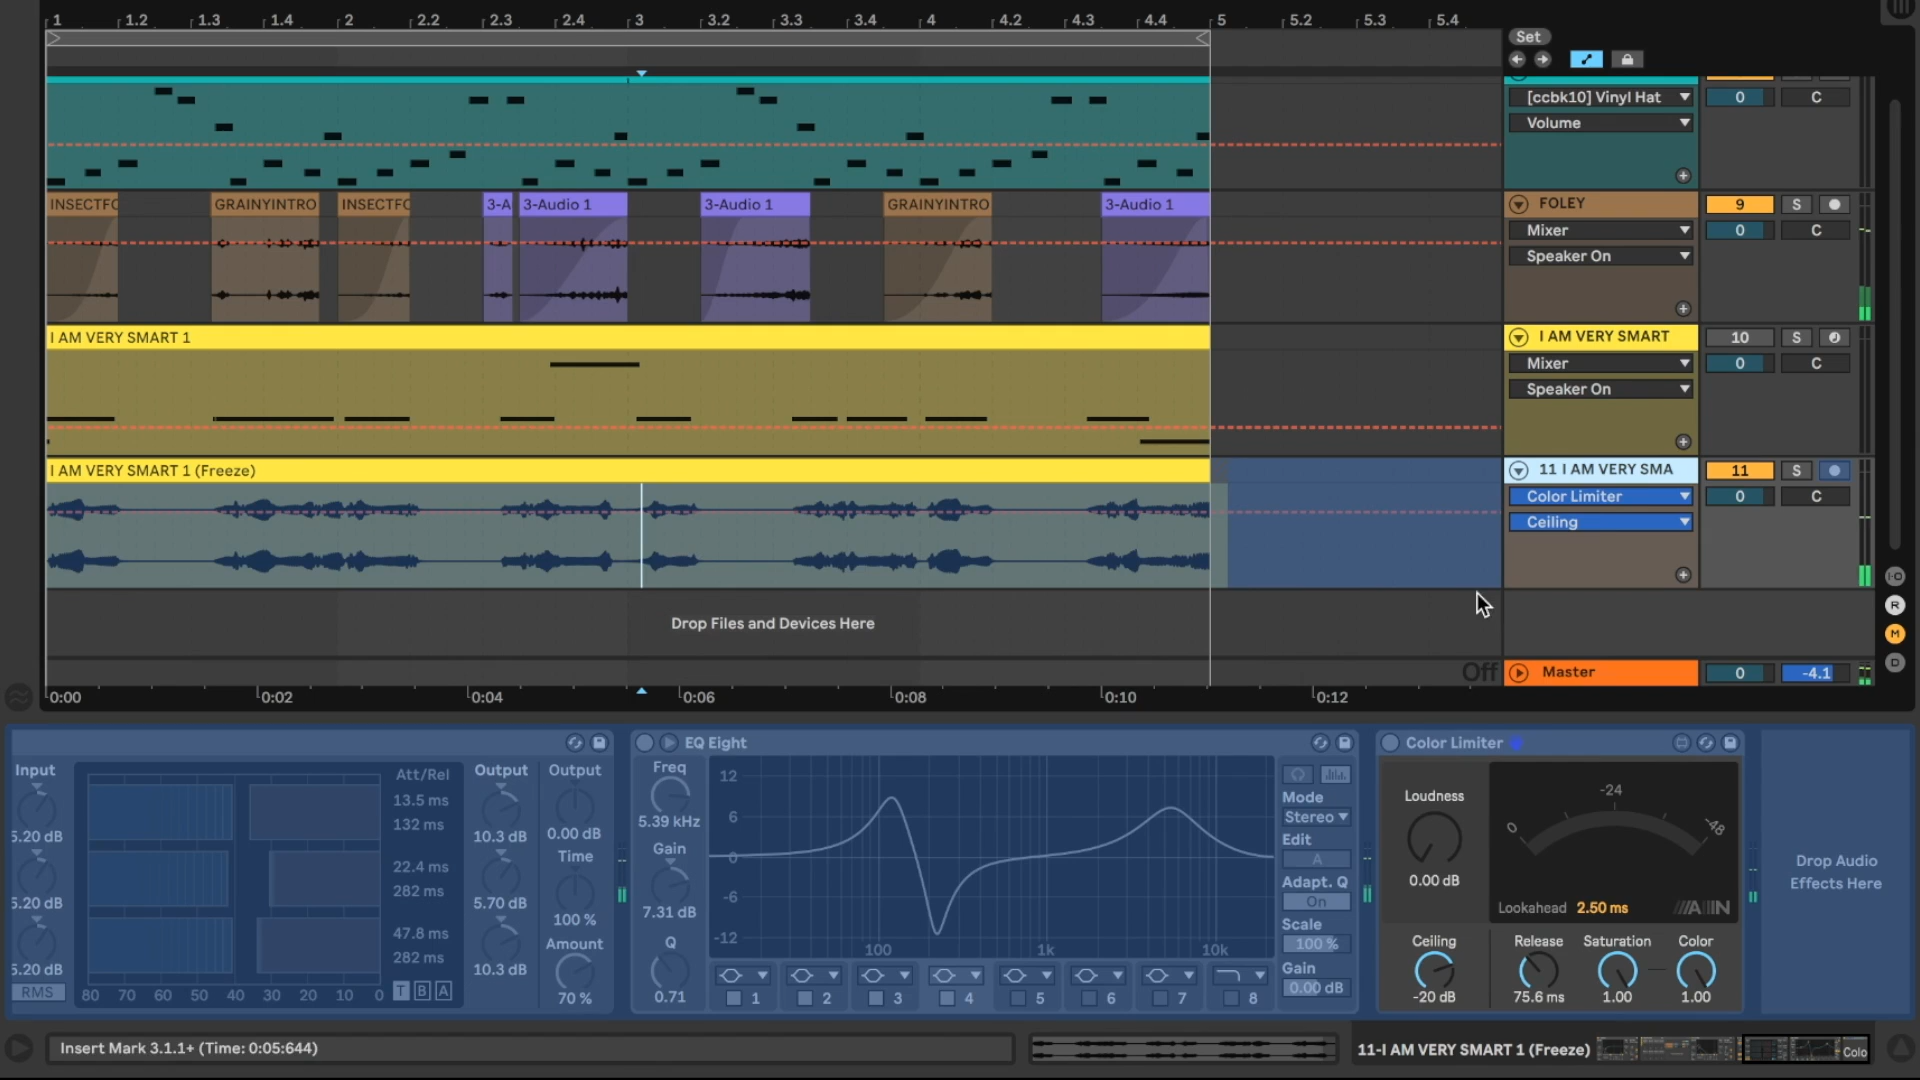 1 1.2 1.3 1.4 2 2.2 2.3 2.4 3 3.2 3.3 3.4 4 4.2 4.3 4.4 5 5.2 5.3 5.4
Set
[ccbk10] Vinyl Hat 0 C
Volume
INSECTFO GRAINYINTRO INSECTFO 3-A 3-Audio 1 3-Audio 1 GRAINYINTRO 3-Audio 1 FOLEY 9 S
Mixer 0 C
Speaker On
I AM VERY SMART 1 I AM VERY SMART 10 S
Mixer 0 C
Speaker On
I AM VERY SMART 1 (Freeze) 11 I AM VERY SMA 11 S
Color Limiter 0 C
Ceiling
I-O
R
M
D
Drop Files and Devices Here
Off Master 0 -4.1
0:00 0:02 0:04 0:06 0:08 0:10 0:12
Input
5.20 dB
5.20 dB
5.20 dB
RMS
80 70 60 50 40 30 20 10 0
Att/Rel
13.5 ms
132 ms
22.4 ms
282 ms
47.8 ms
282 ms
T B A
Output
10.3 dB
5.70 dB
10.3 dB
Output
0.00 dB
Time
100 %
Amount
70 %
EQ Eight
Freq
5.39 kHz
Gain
7.31 dB
Q
0.71
12
6
0
-6
-12
100 1k 10k
1 2 3 4 5 6 7 8
Mode
Stereo
Edit
A
Adapt. Q
On
Scale
100 %
Gain
0.00 dB
Color Limiter
Loudness
0.00 dB
0 -24 -48
Lookahead 2.50 ms
Ceiling Release Saturation Color
-20 dB 75.6 ms 1.00 1.00
Drop Audio
Effects Here
Insert Mark 3.1.1+ (Time: 0:05:644)
11-I AM VERY SMART 1 (Freeze)
Colo